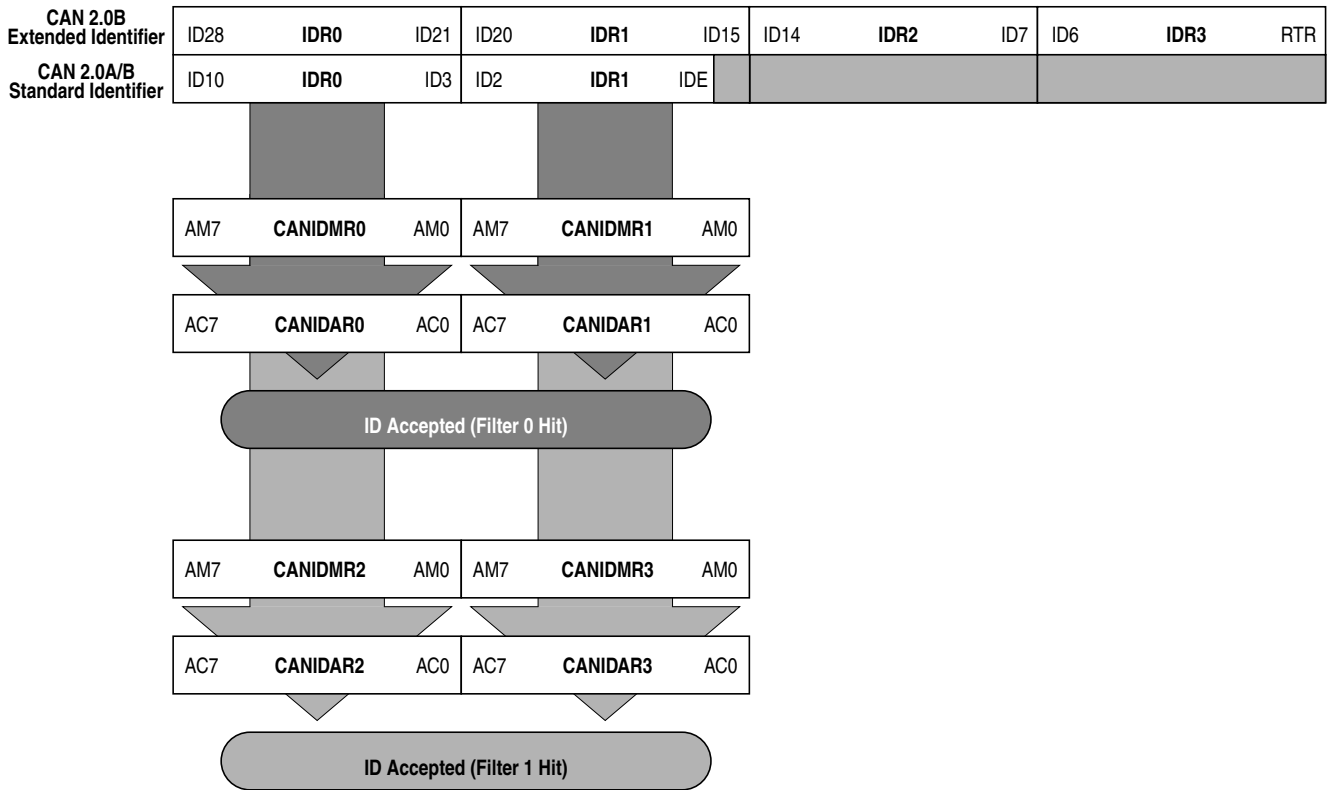 CAN 2.0B
Extended Identifier
ID28 IDR0 ID21 ID20 IDR1 ID15 ID14 IDR2 ID7 ID6 IDR3 RTR
CAN 2.0A/B
Standard Identifier
ID10 IDR0 ID3 ID2 IDR1 IDE
AM7 CANIDMR0 AM0 AM7 CANIDMR1 AM0
AC7 CANIDAR0 AC0 AC7 CANIDAR1 AC0
ID Accepted (Filter 0 Hit)
AM7 CANIDMR2 AM0 AM7 CANIDMR3 AM0
AC7 CANIDAR2 AC0 AC7 CANIDAR3 AC0
ID Accepted (Filter 1 Hit)